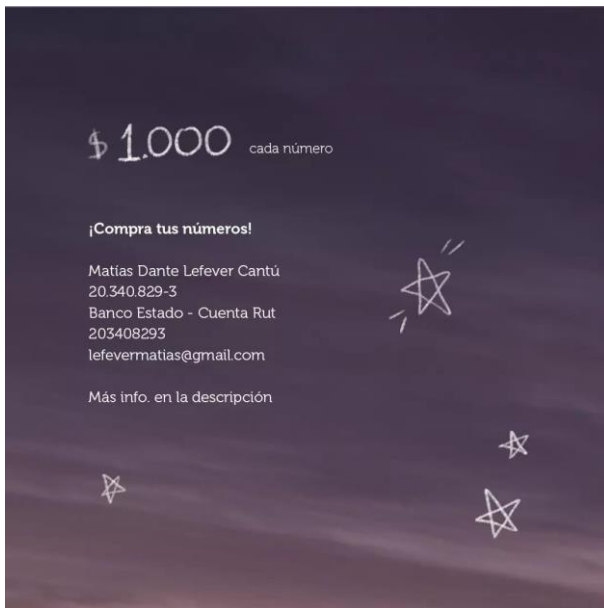 $ 1.000 cada número
¡Compra tus números!
Matías Dante Lefever Cantú
20.340.829-3
Banco Estado - Cuenta Rut
203408293
lefevermatias@gmail.com
Más info. en la descripción